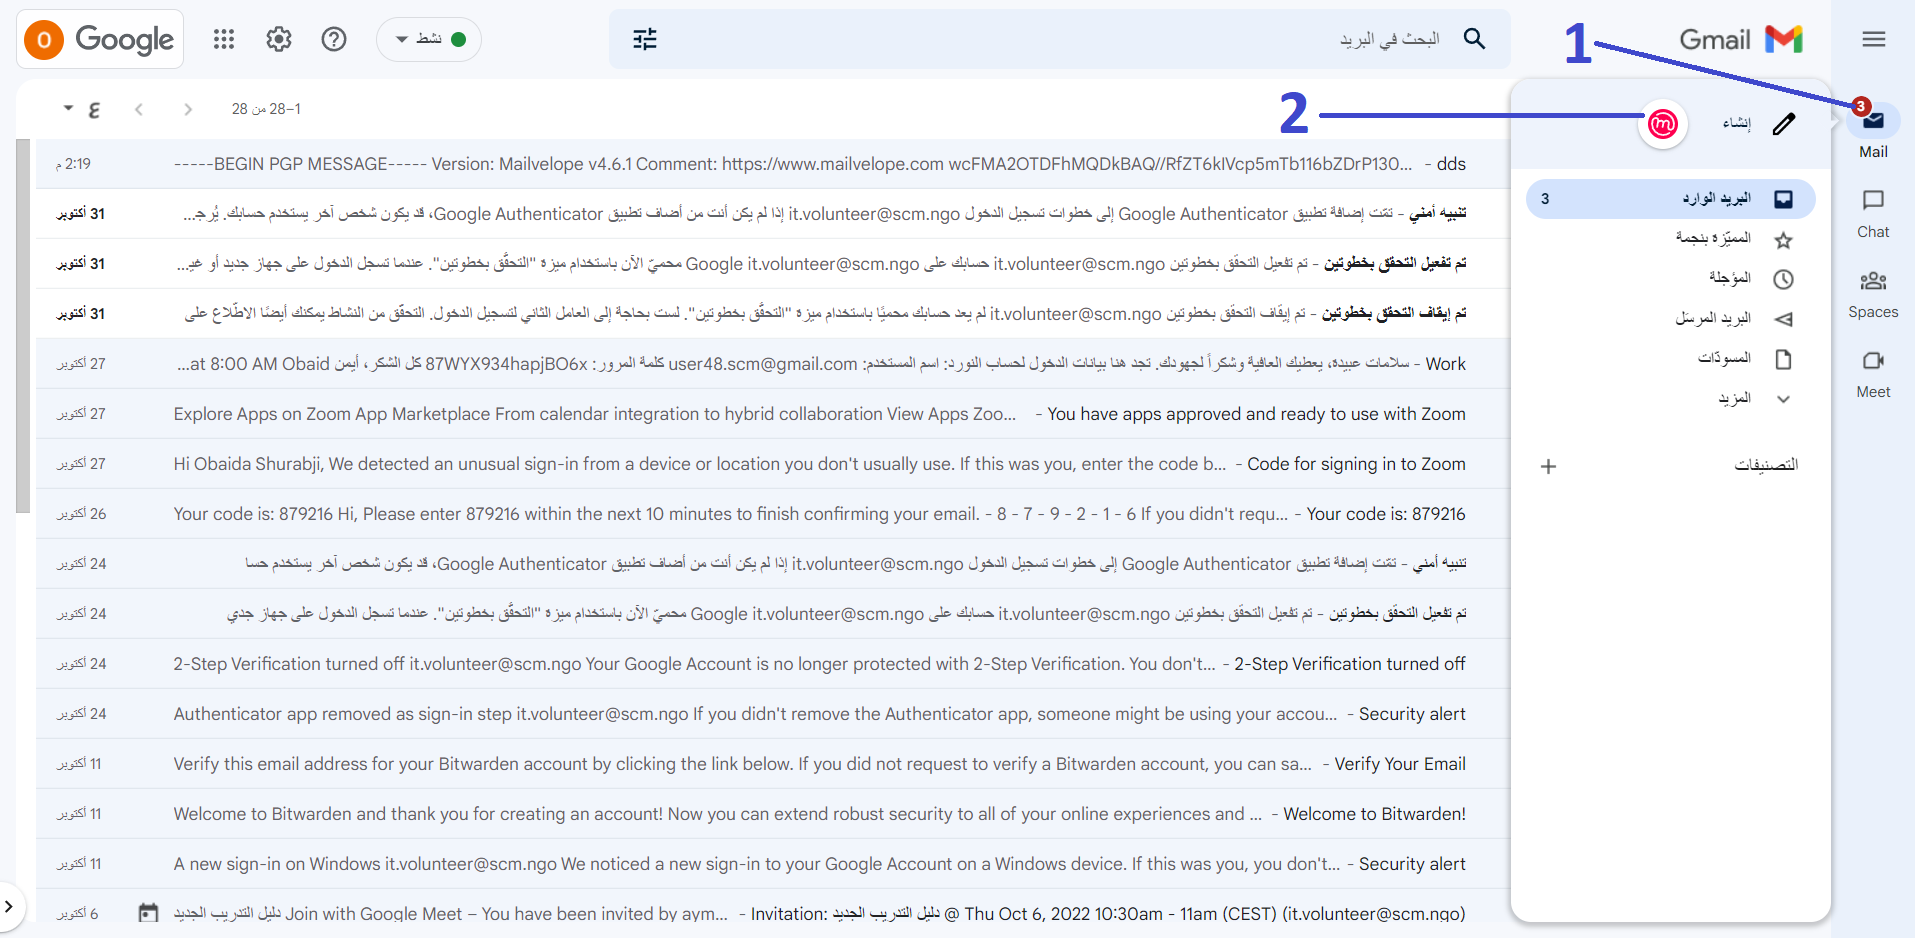 Gmail
البحث في البريد
نشط
Google
O
1
2
3
Mail
Chat
Spaces
Meet
إنشاء
البريد الوارد 3
المميّزة بنجمة
المؤجلة
البريد المرسَل
المسودّات
المزيد
التصنيفات
1–28 من 28
ع
dds - -----BEGIN PGP MESSAGE----- Version: Mailvelope v4.6.1 Comment: https://www.mailvelope.com wcFMA2OTDFhMQDkBAQ//RfZT6kIVcp5mTb116bZDrP13O... 2:19 م
تنبيه أمني - تمّت إضافة تطبيق Google Authenticator إلى خطوات تسجيل الدخول it.volunteer@scm.ngo إذا لم يكن أنت من أضاف تطبيق Google Authenticator، قد يكون شخص آخر يستخدم حسابك. يُرجـ... 31 أكتوبر
تم تفعيل التحقّق بخطوتين - تم تفعيل التحقّق بخطوتين it.volunteer@scm.ngo حسابك على Google it.volunteer@scm.ngo محميّ الآن باستخدام ميزة "التحقَّق بخطوتين". عندما تسجل الدخول على جهاز جديد أو غيـ... 31 أكتوبر
تم إيقاف التحقق بخطوتين - تم إيقاف التحقق بخطوتين it.volunteer@scm.ngo لم يعد حسابك محميًا باستخدام ميزة "التحقَّق بخطوتين". لست بحاجة إلى العامل الثاني لتسجيل الدخول. التحقّق من النشاط يمكنك أيضًا الاطّلاع على 31 أكتوبر
Work - سلامات عبيدة، يعطيك العافية وشكراً لجهودك. تجد هنا بيانات الدخول لحساب النورد: اسم المستخدم: user48.scm@gmail.com كلمة المرور: 87WYX934hapjBO6x كل الشكر، أيمن at 8:00 AM Obaid... 27 أكتوبر
You have apps approved and ready to use with Zoom - Explore Apps on Zoom App Marketplace From calendar integration to hybrid collaboration View Apps Zoo... 27 أكتوبر
Code for signing in to Zoom - Hi Obaida Shurabji, We detected an unusual sign-in from a device or location you don't usually use. If this was you, enter the code b... 27 أكتوبر
Your code is: 879216 - Your code is: 879216 Hi, Please enter 879216 within the next 10 minutes to finish confirming your email. - 8 - 7 - 9 - 2 - 1 - 6 If you didn't requ... 26 أكتوبر
تنبيه أمني - تمّت إضافة تطبيق Google Authenticator إلى خطوات تسجيل الدخول it.volunteer@scm.ngo إذا لم يكن أنت من أضاف تطبيق Google Authenticator، قد يكون شخص آخر يستخدم حسا 24 أكتوبر
تم تفعيل التحقّق بخطوتين - تم تفعيل التحقّق بخطوتين it.volunteer@scm.ngo حسابك على Google it.volunteer@scm.ngo محميّ الآن باستخدام ميزة "التحقَّق بخطوتين". عندما تسجل الدخول على جهاز جدي 24 أكتوبر
2-Step Verification turned off - 2-Step Verification turned off it.volunteer@scm.ngo Your Google Account is no longer protected with 2-Step Verification. You don't... 24 أكتوبر
Security alert - Authenticator app removed as sign-in step it.volunteer@scm.ngo If you didn't remove the Authenticator app, someone might be using your accou... 24 أكتوبر
Verify Your Email - Verify this email address for your Bitwarden account by clicking the link below. If you did not request to verify a Bitwarden account, you can sa... 11 أكتوبر
Welcome to Bitwarden! - Welcome to Bitwarden and thank you for creating an account! Now you can extend robust security to all of your online experiences and ... 11 أكتوبر
Security alert - A new sign-in on Windows it.volunteer@scm.ngo We noticed a new sign-in to your Google Account on a Windows device. If this was you, you don't... 11 أكتوبر
Invitation: دليل التدريب الجديد @ Thu Oct 6, 2022 10:30am - 11am (CEST) (it.volunteer@scm.ngo) - دليل التدريب الجديد Join with Google Meet – You have been invited by aym... 6 أكتوبر